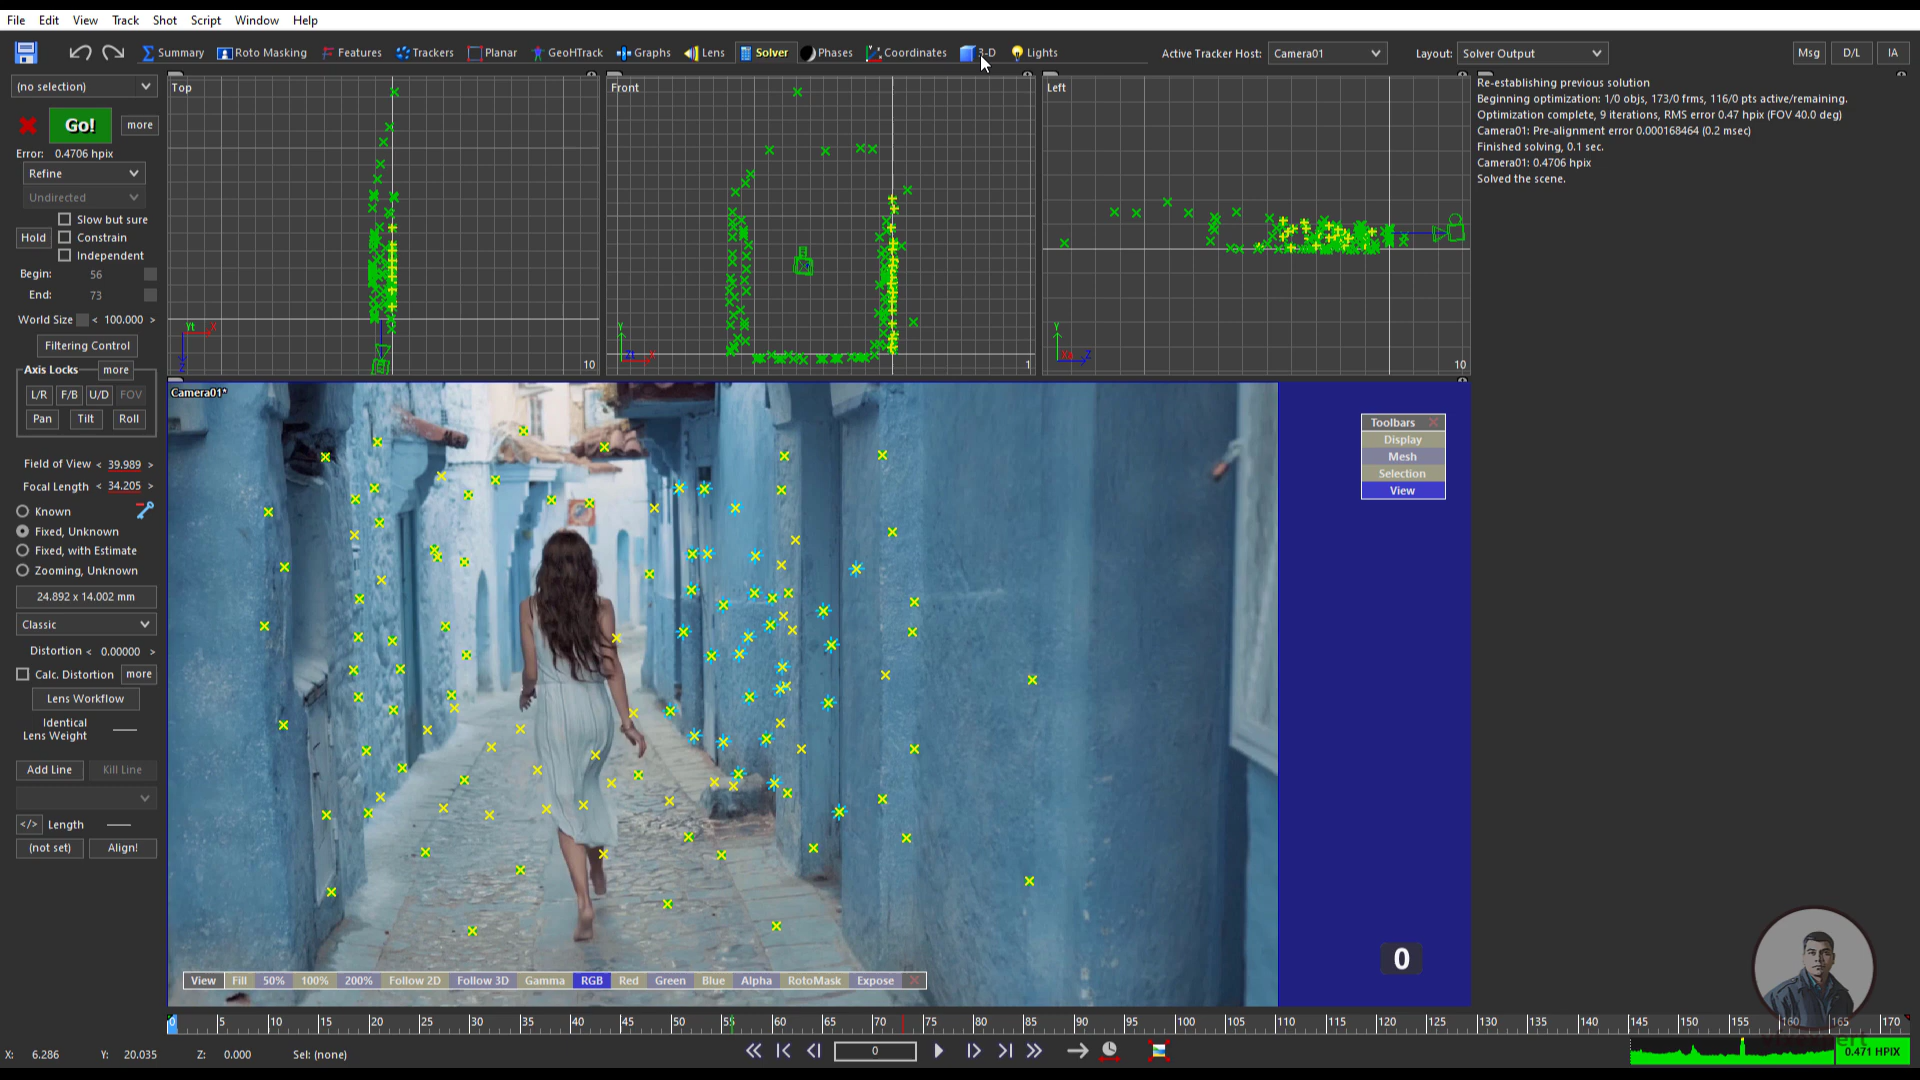 File Edit View Track Shot Script Window Help
Summary Roto Masking Features Trackers Planar GeoHTrack Graphs Lens Solver Phases Coordinates 3-D Lights Active Tracker Host: Camera01 Layout: Solver Output Msg D/L IA
(no selection)
Go! more
Error: 0.4706 hpix
Refine
Undirected
Slow but sure
Hold Constrain
Independent
Begin: 56
End: 73
World Size < 100.000 >
Filtering Control
Axis Locks more
L/R F/B U/D FOV
Pan Tilt Roll
Field of View < 39.989 >
Focal Length < 34.205 >
Known
Fixed, Unknown
Fixed, with Estimate
Zooming, Unknown
24.892 x 14.002 mm
Classic
Distortion < 0.00000 >
Calc. Distortion more
Lens Workflow
Identical
Lens Weight
Add Line Kill Line
</> Length
(not set) Align!
Top
Yt X
Z
10
Front
Y
X
1
Left
Y
Z
10
Re-establishing previous solution
Beginning optimization: 1/0 objs, 173/0 frms, 116/0 pts active/remaining.
Optimization complete, 9 iterations, RMS error 0.47 hpix (FOV 40.0 deg)
Camera01: Pre-alignment error 0.000168464 (0.2 msec)
Finished solving, 0.1 sec.
Camera01: 0.4706 hpix
Solved the scene.
Camera01*
Toolbars
Display
Mesh
Selection
View
0
View Fill 50% 100% 200% Follow 2D Follow 3D Gamma RGB Red Green Blue Alpha RotoMask Expose
0 5 10 15 20 25 30 35 40 45 50 55 60 65 70 75 80 85 90 95 100 105 110 115 120 125 130 135 140 145 150 155 160 165 170
X: 6.286 Y: 20.035 Z: 0.000 Sel: (none)
0
0.471 HPIX